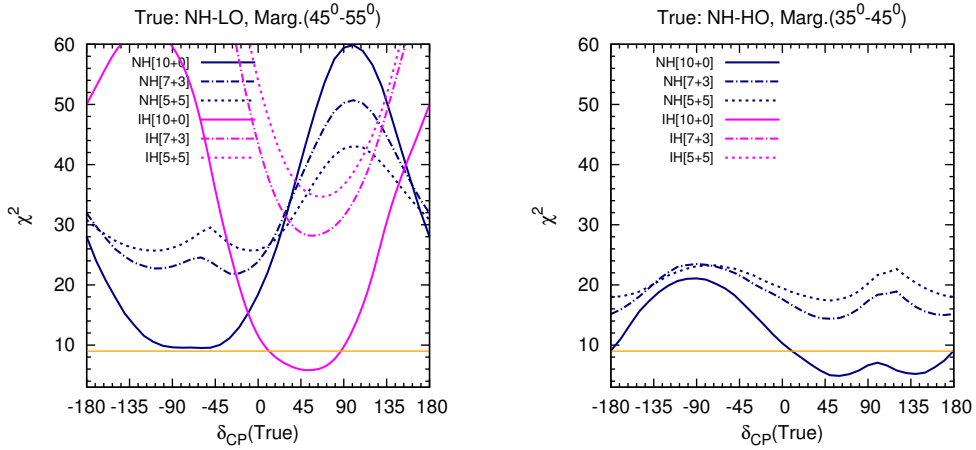 True: NH-LO, Marg.(45⁰-55⁰)
χ²
60
50
40
30
20
10
NH[10+0]
NH[7+3]
NH[5+5]
IH[10+0]
IH[7+3]
IH[5+5]
-180 -135 -90 -45 0 45 90 135 180
δCP(True)
True: NH-HO, Marg.(35⁰-45⁰)
χ²
60
50
40
30
20
10
NH[10+0]
NH[7+3]
NH[5+5]
IH[10+0]
IH[7+3]
IH[5+5]
-180 -135 -90 -45 0 45 90 135 180
δCP(True)